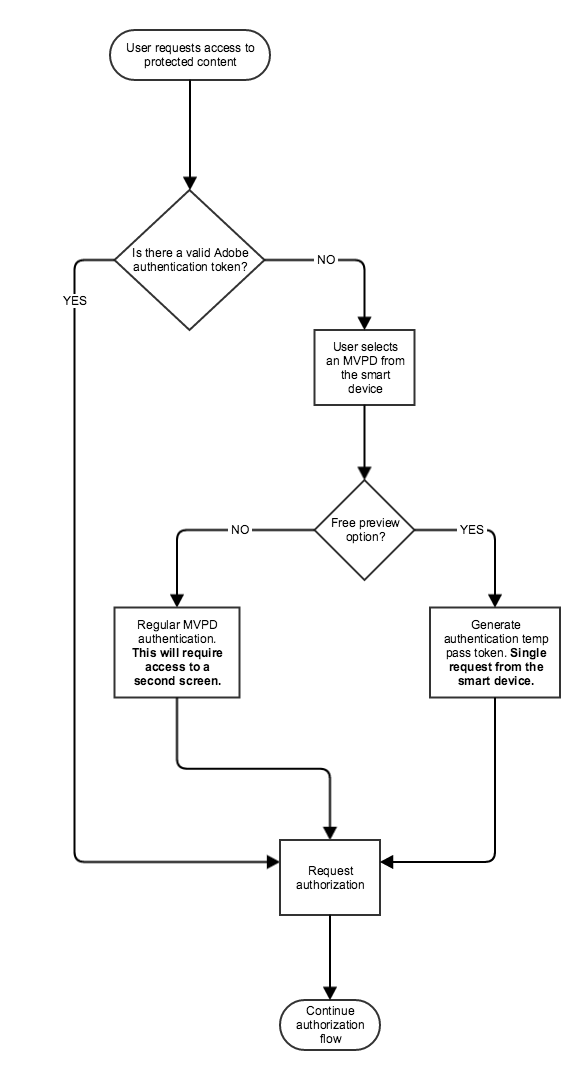 User requests access to
protected content
Is there a valid Adobe
authentication token?
NO
YES
User selects
an MVPD from
the smart
device
Free preview
option?
NO
YES
Regular MVPD
authentication.
This will require
access to a
second screen.
Generate
authentication temp
pass token. Single
request from the
smart device.
Request
authorization
Continue
authorization
flow